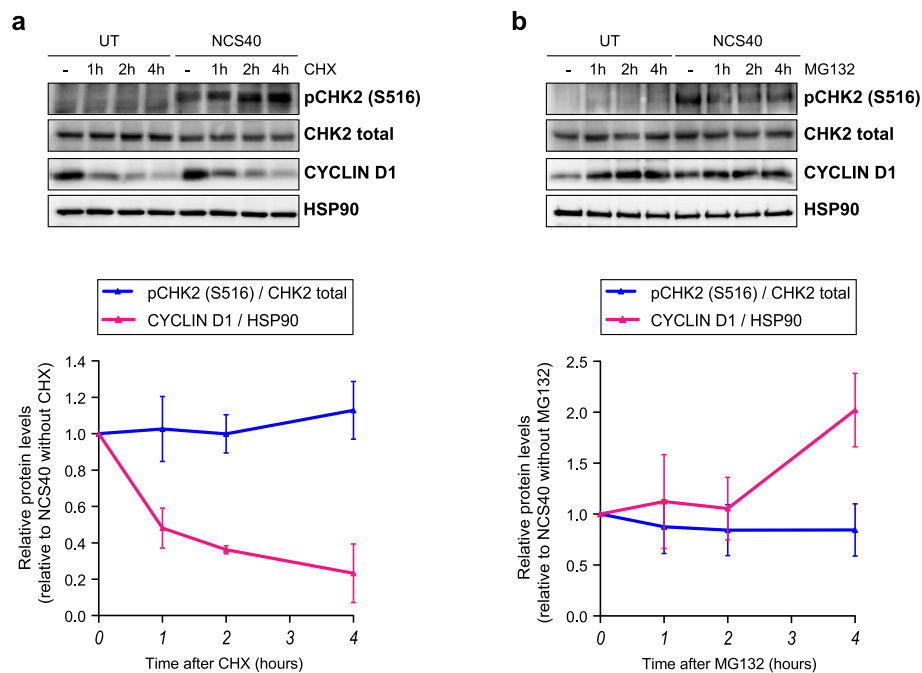 a
UT NCS40
- 1h 2h 4h - 1h 2h 4h CHX
pCHK2 (S516)
CHK2 total
CYCLIN D1
HSP90
pCHK2 (S516) / CHK2 total
CYCLIN D1 / HSP90
Relative protein levels
(relative to NCS40 without CHX)
1.4
1.2
1.0
0.8
0.6
0.4
0.2
0.0
0 1 2 3 4
Time after CHX (hours)
b
UT NCS40
- 1h 2h 4h - 1h 2h 4h MG132
pCHK2 (S516)
CHK2 total
CYCLIN D1
HSP90
pCHK2 (S516) / CHK2 total
CYCLIN D1 / HSP90
Relative protein levels
(relative to NCS40 without MG132)
2.5
2.0
1.5
1.0
0.5
0.0
0 1 2 3 4
Time after MG132 (hours)